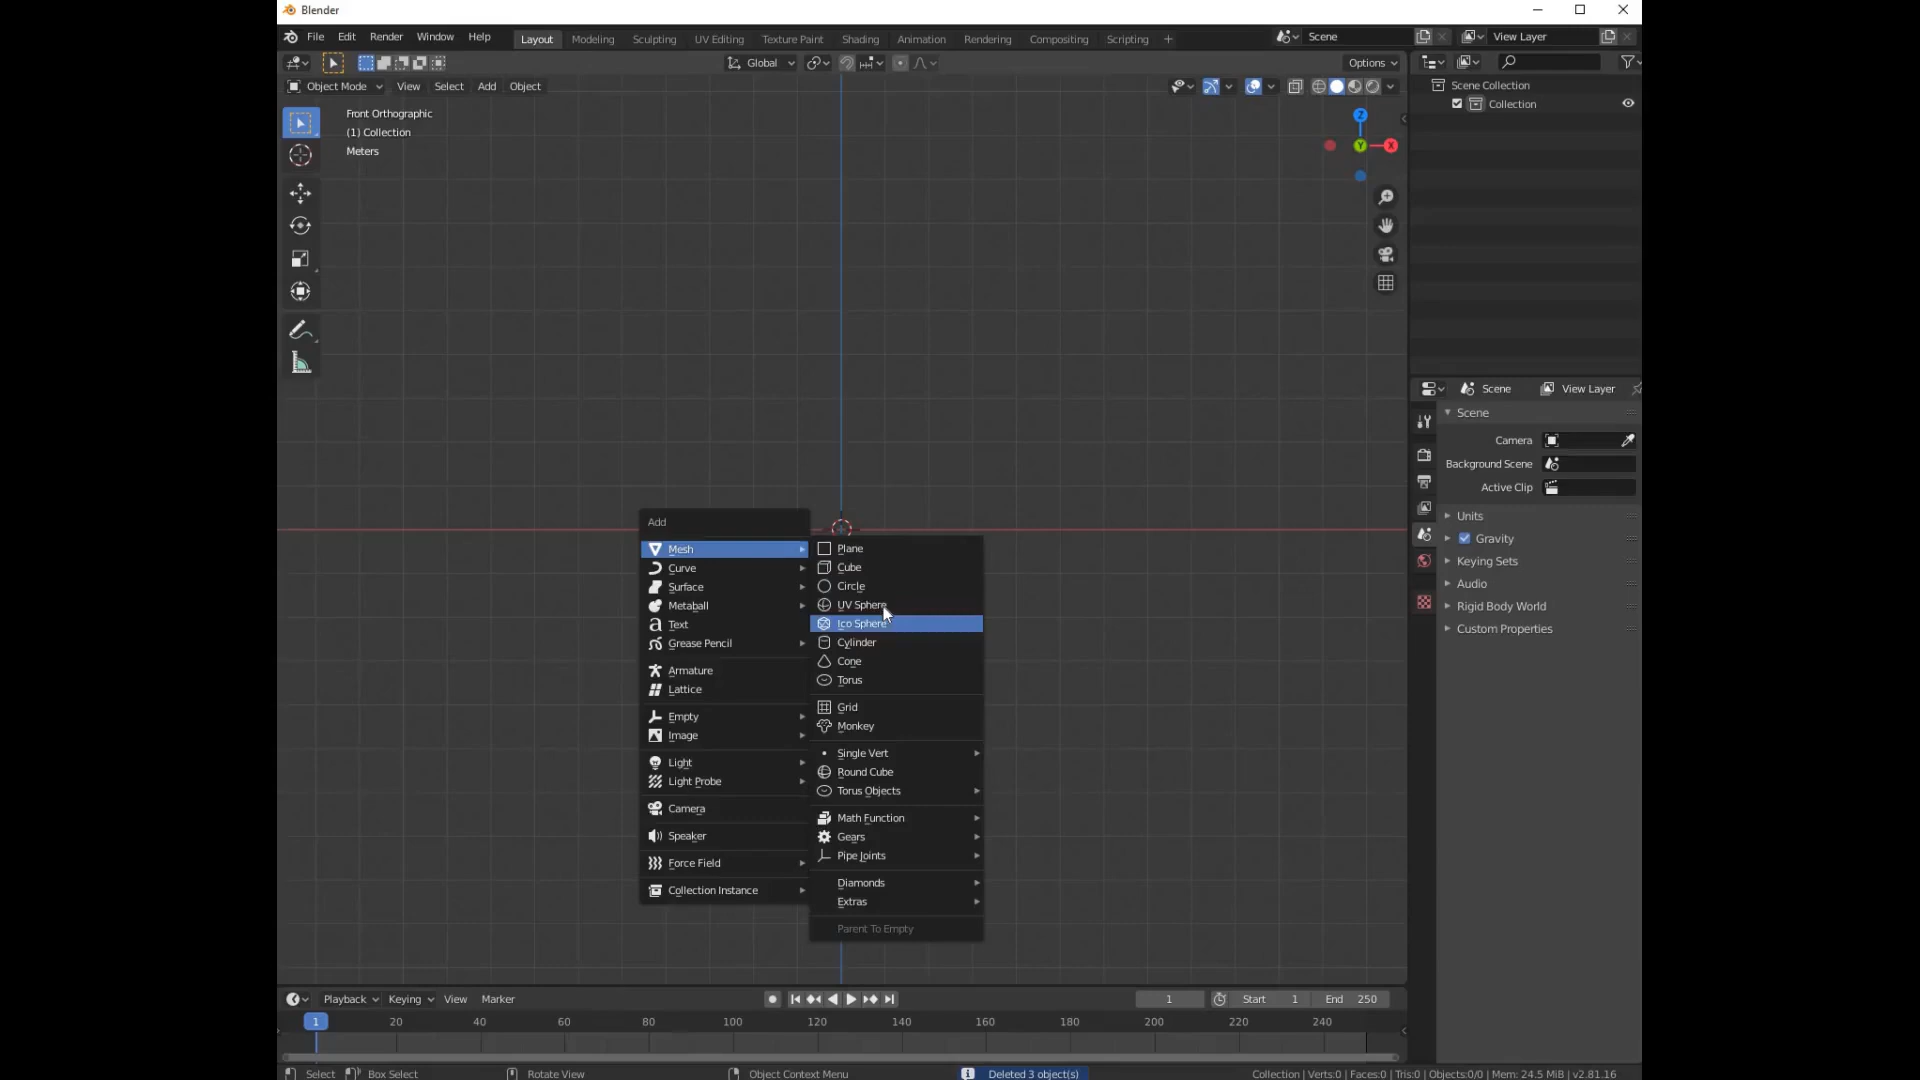 Blender
File Edit Render Window Help Layout Modeling Sculpting UV Editing Texture Paint Shading Animation Rendering Compositing Scripting + Scene View Layer
Global Options
Object Mode View Select Add Object
Front Orthographic
(1) Collection
Meters
Z
Y X
Scene Collection
Collection
Scene View Layer
Scene
Camera
Background Scene
Active Clip
Units
Gravity
Keying Sets
Audio
Rigid Body World
Custom Properties
Add
Mesh
Curve
Surface
Metaball
Text
Grease Pencil
Armature
Lattice
Empty
Image
Light
Light Probe
Camera
Speaker
Force Field
Collection Instance
Plane
Cube
Circle
UV Sphere
Ico Sphere
Cylinder
Cone
Torus
Grid
Monkey
Single Vert
Round Cube
Torus Objects
Math Function
Gears
Pipe Joints
Diamonds
Extras
Parent To Empty
Playback Keying View Marker 1 Start 1 End 250
1 20 40 60 80 100 120 140 160 180 200 220 240
Select Box Select Rotate View Object Context Menu Deleted 3 object(s) Collection | Verts:0 | Faces:0 | Tris:0 | Objects:0/0 | Mem: 24.5 MiB | v2.81.16